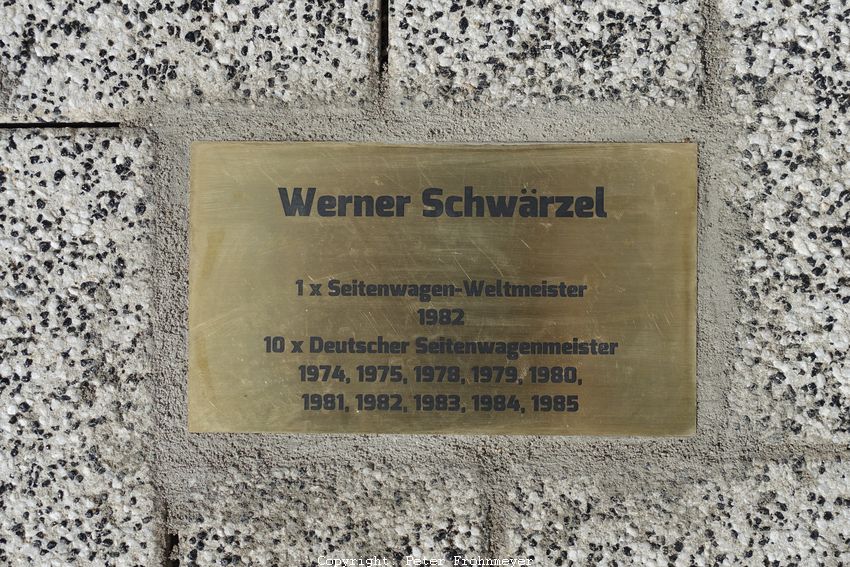 Werner Schwärzel
1 x Seitenwagen-Weltmeister
1982
10 x Deutscher Seitenwagenmeister
1974, 1975, 1978, 1979, 1980,
1981, 1982, 1983, 1984, 1985
Copyright: Peter Frohnmeyer